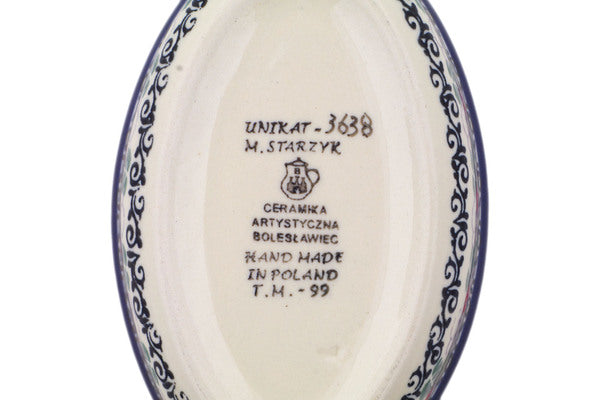 UNIKAT - 3638
M. STARZYK
B
CERAMIKA
ARTYSTYCZNA
BOLESŁAWIEC
HAND MADE
IN POLAND
T.M. - 99